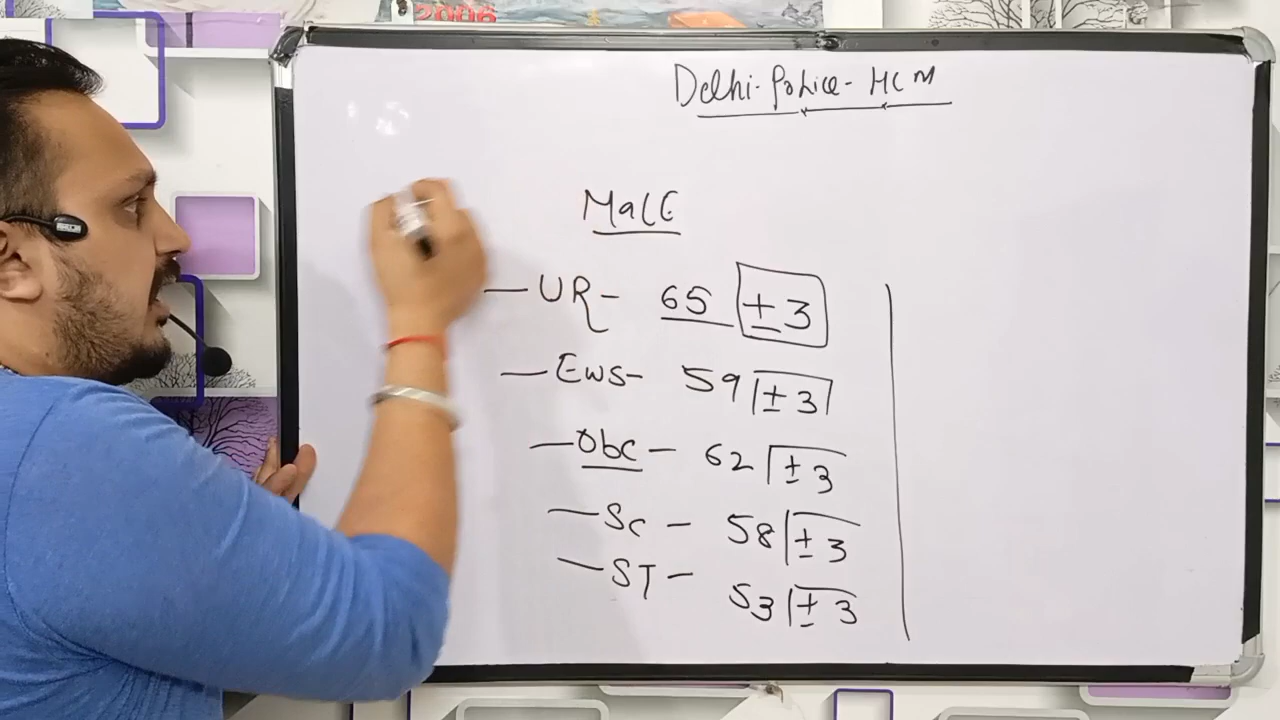 2006
Delhi-Police-HCM
MalE
— UR - 65 ± 3
— Ews - 59 ± 3
— Obc - 62 ± 3
— Sc - 58 ± 3
— ST - 53 ± 3